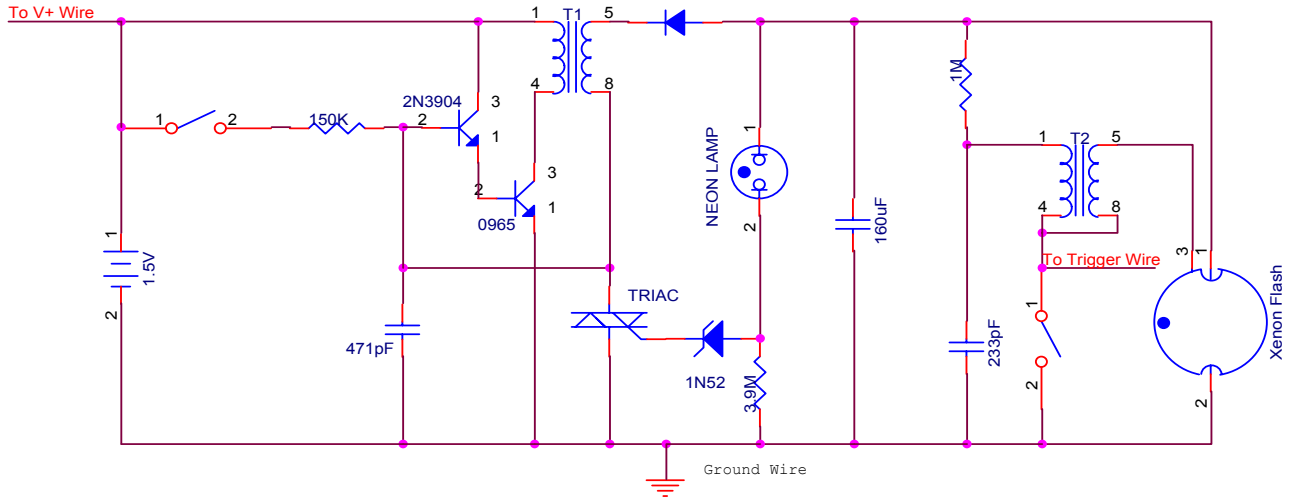 To V+ Wire
1 T1 5
4 8
2N3904
3
2
1
1 2
150K
3
2
1
0965
1
1.5V
2
471pF
TRIAC
1N52
NEON LAMP
1
2
3.9M
160uF
1M
1 T2 5
4 8
To Trigger Wire
233pF
1
2
3
1
2
Xenon Flash
Ground Wire